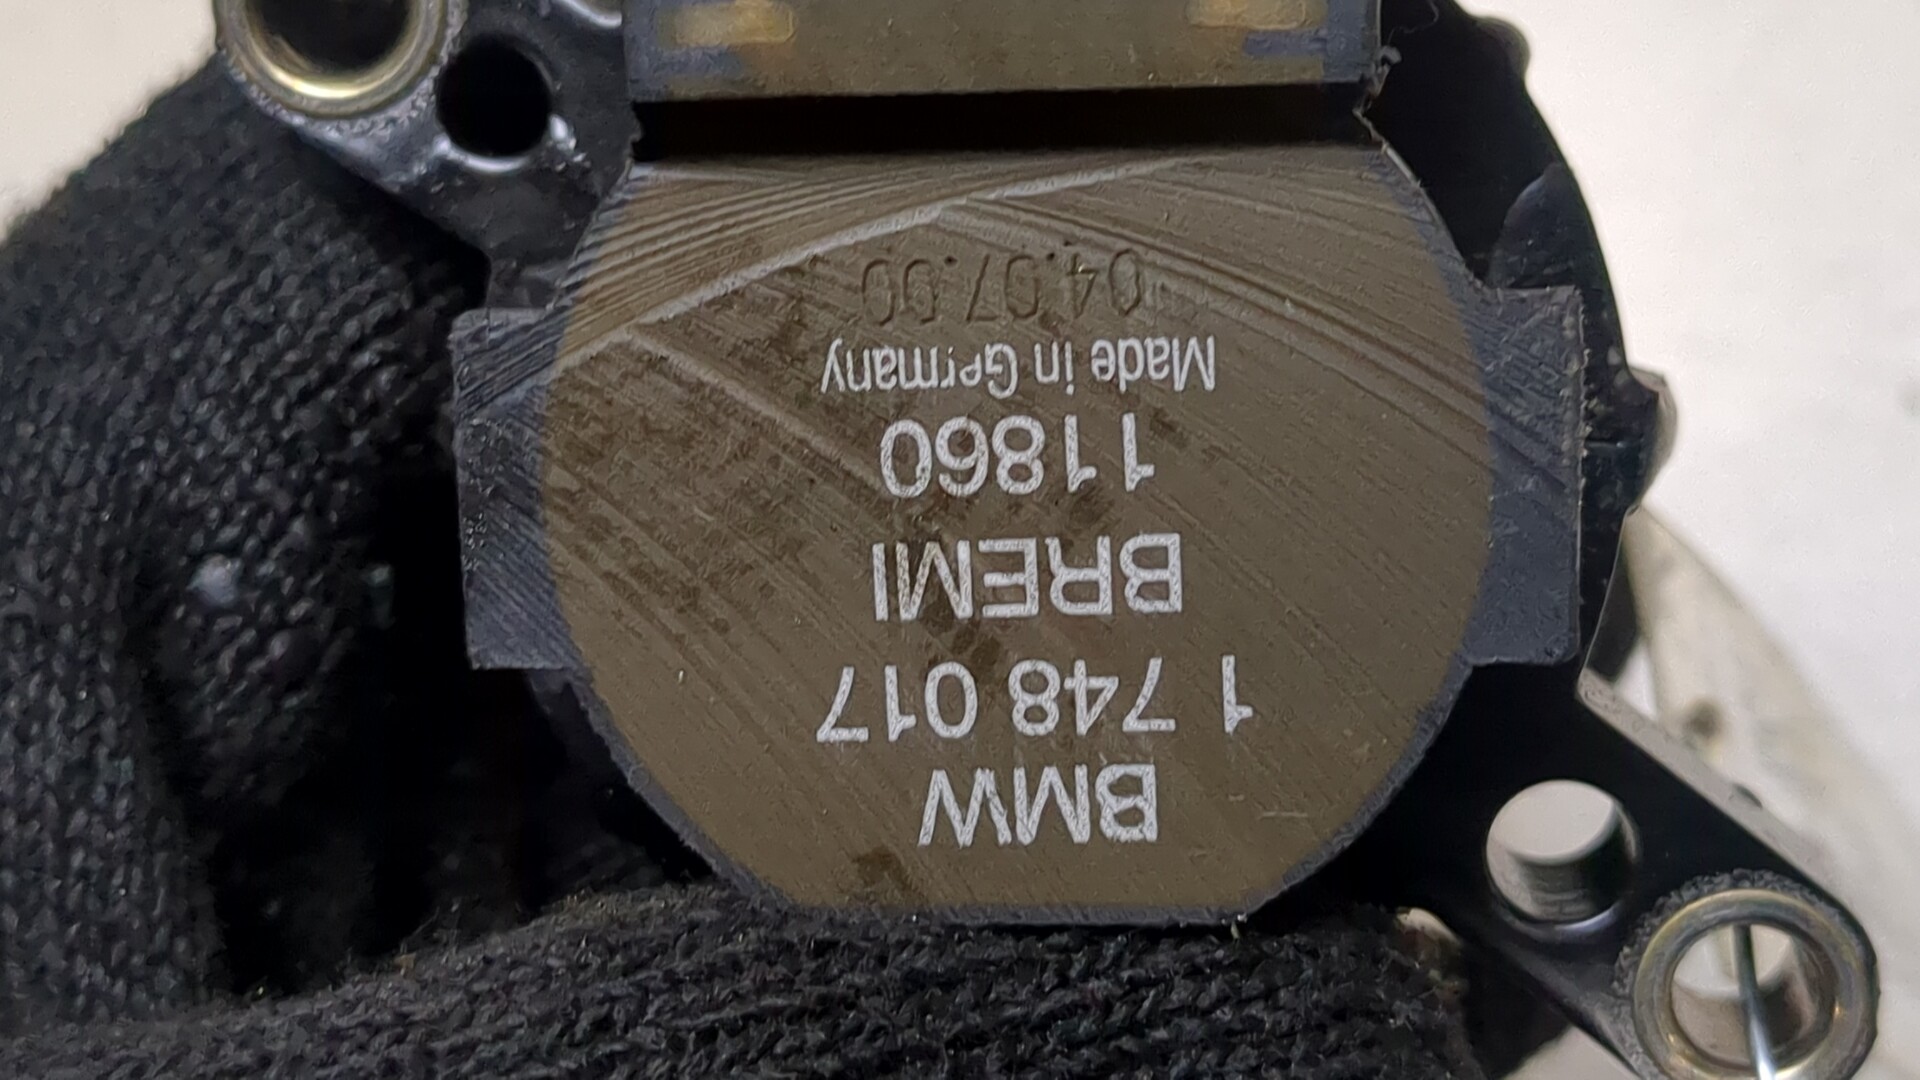 BMW
1 748 017
BREMI
11860
Made in Germany
04.07.00